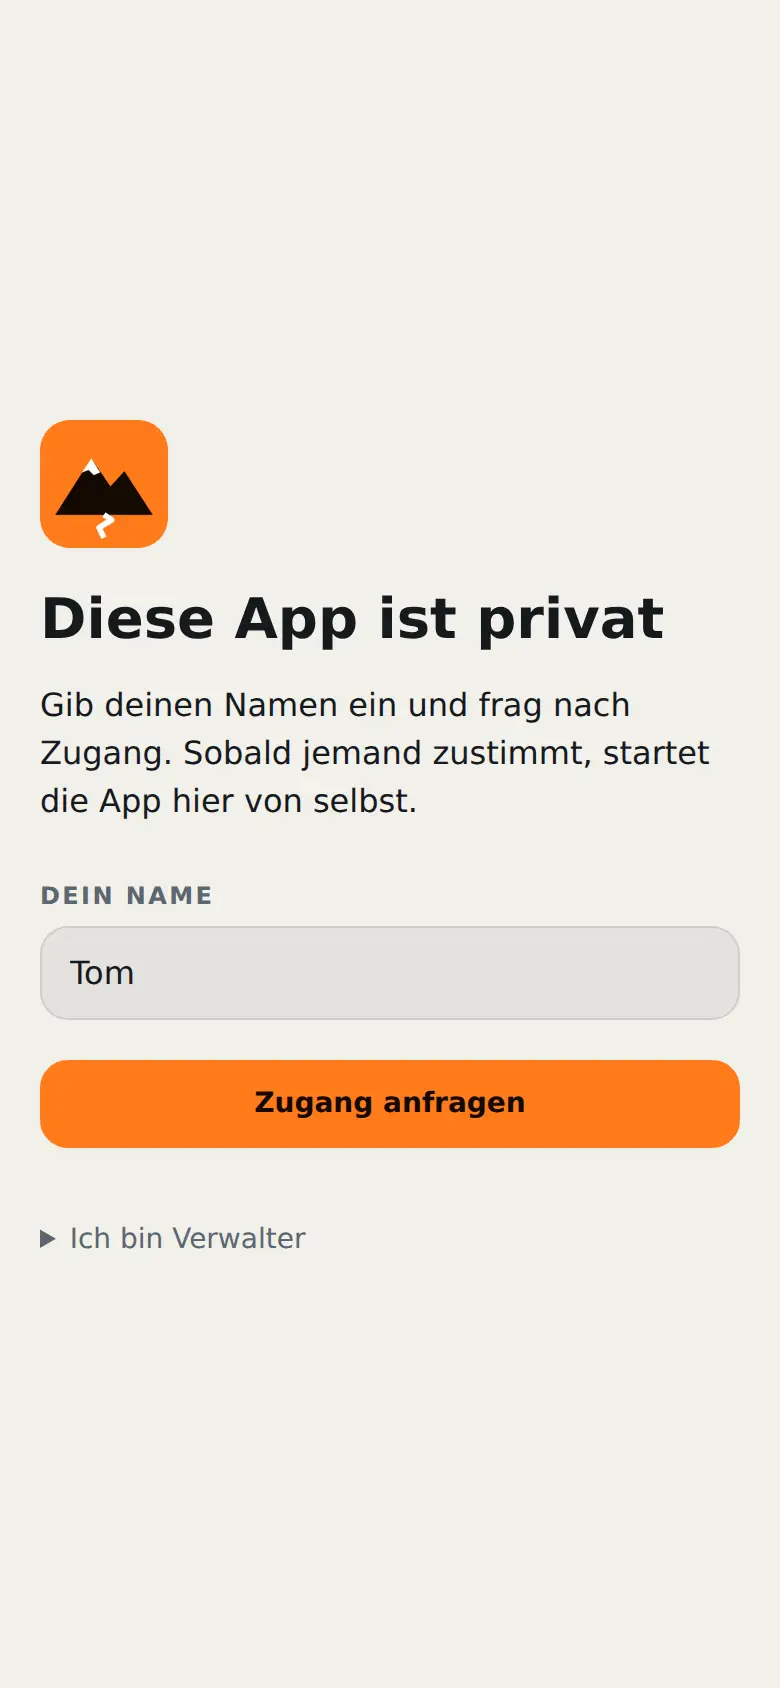 Diese App ist privat
Gib deinen Namen ein und frag nach
Zugang. Sobald jemand zustimmt, startet
die App hier von selbst.
DEIN NAME
Tom
Zugang anfragen
Ich bin Verwalter